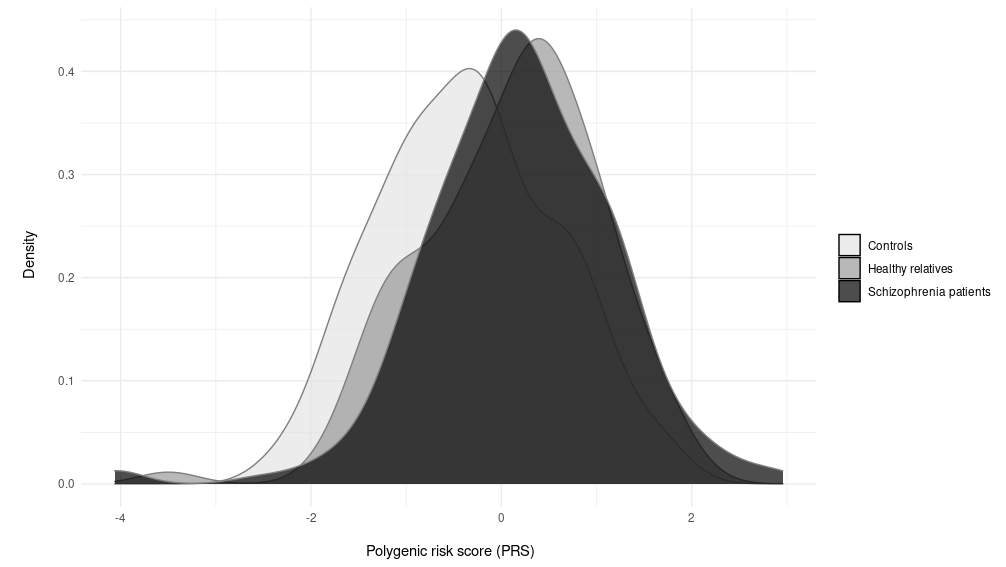 0.4
0.3
0.2
0.1
0.0
Density
-4
-2
0
2
Polygenic risk score (PRS)
Controls
Healthy relatives
Schizophrenia patients